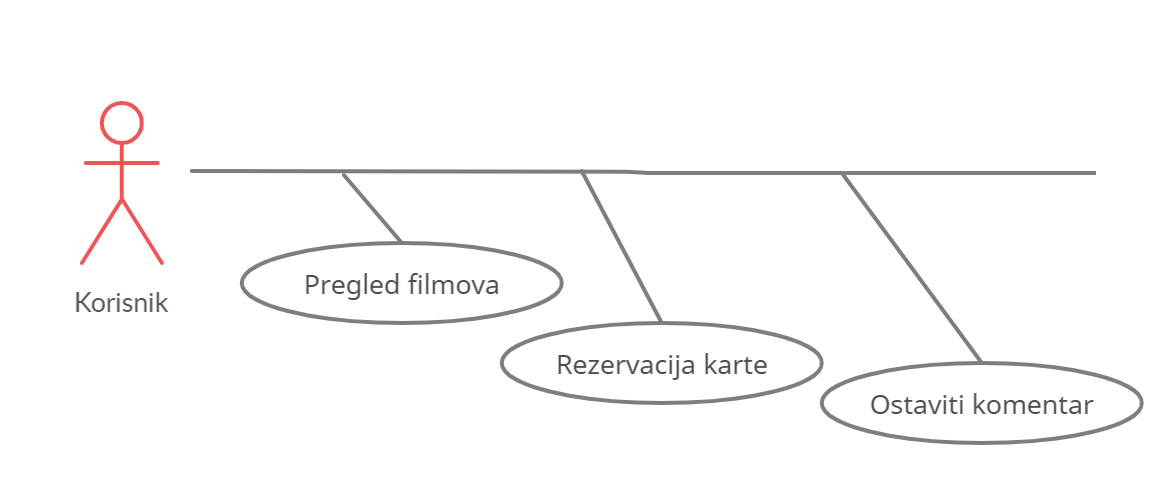 Korisnik
Pregled filmova
Rezervacija karte
Ostaviti komentar